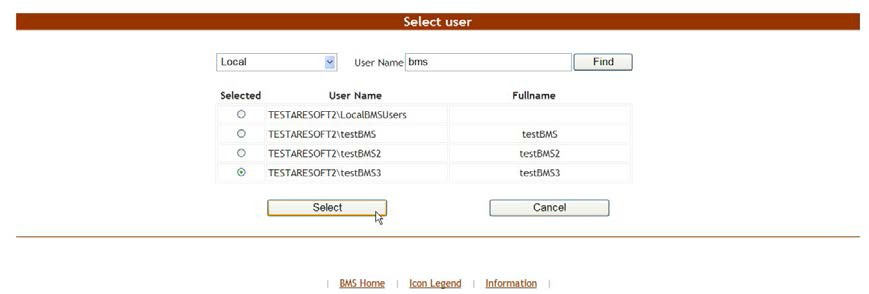 Select user
Local User Name bms Find
Selected User Name Fullname
TESTARESOFT2\LocalBMSUsers
TESTARESOFT2\testBMS testBMS
TESTARESOFT2\testBMS2 testBMS2
TESTARESOFT2\testBMS3 testBMS3
Select Cancel
| BMS Home | Icon Legend | Information |